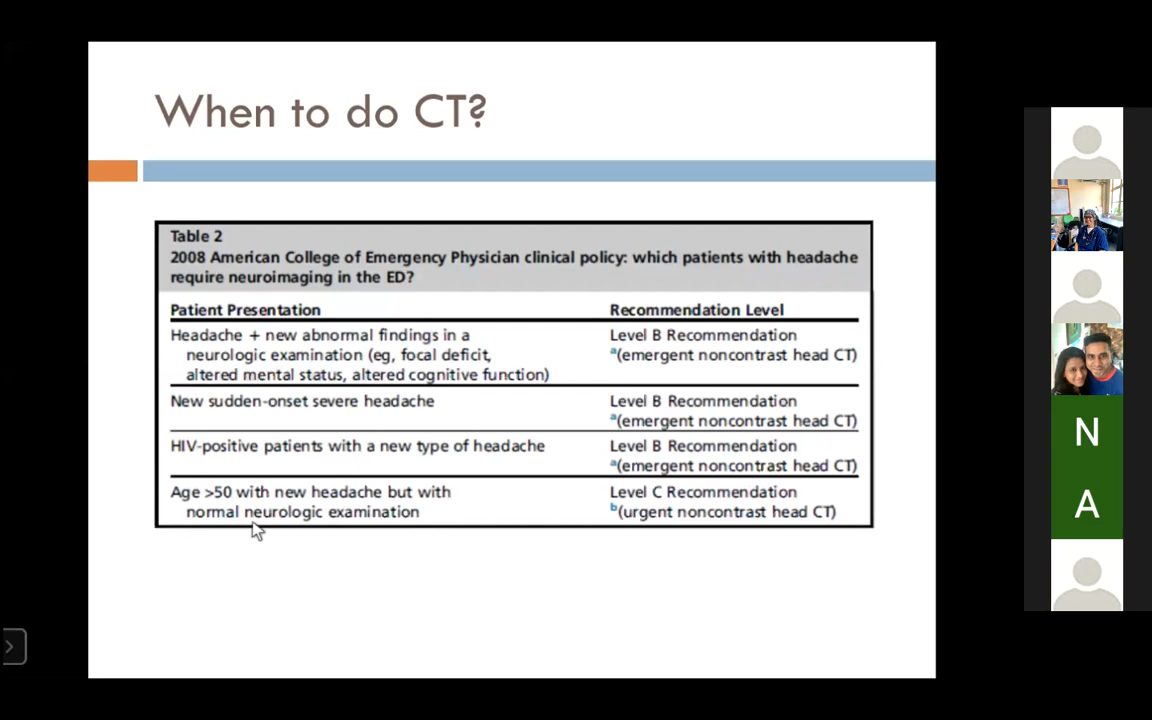 When to do CT?
Table 2
2008 American College of Emergency Physician clinical policy: which patients with headache
require neuroimaging in the ED?
Patient Presentation Recommendation Level
Headache + new abnormal findings in a Level B Recommendation
neurologic examination (eg, focal deficit, a(emergent noncontrast head CT)
altered mental status, altered cognitive function)
New sudden-onset severe headache Level B Recommendation
a(emergent noncontrast head CT)
HIV-positive patients with a new type of headache Level B Recommendation
a(emergent noncontrast head CT)
Age >50 with new headache but with Level C Recommendation
normal neurologic examination b(urgent noncontrast head CT)
N
A